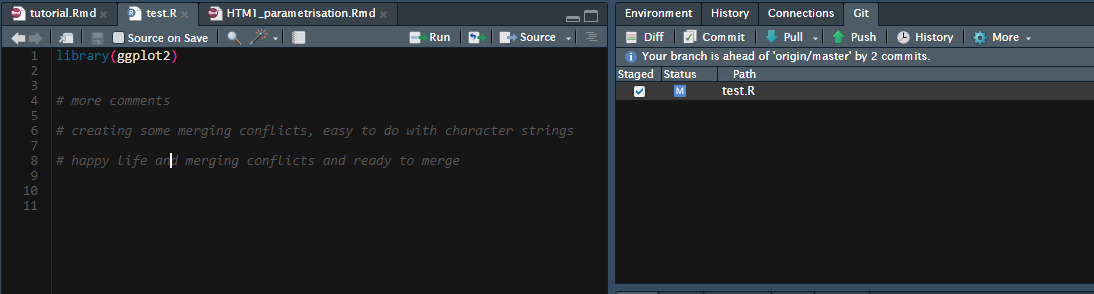 tutorial.Rmd × test.R × HTM1_parametrisation.Rmd ×
Source on Save Run Source
1 library(ggplot2)
2
3
4 # more comments
5
6 # creating some merging conflicts, easy to do with character strings
7
8 # happy life and merging conflicts and ready to merge
9
10
11
Environment History Connections Git
Diff Commit Pull Push History More
Your branch is ahead of 'origin/master' by 2 commits.
Staged Status Path
M test.R